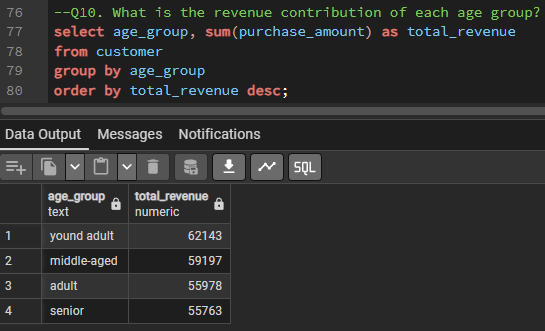 76 --Q10. What is the revenue contribution of each age group?
77 select age_group, sum(purchase_amount) as total_revenue
78 from customer
79 group by age_group
80 order by total_revenue desc;
Data Output Messages Notifications
SQL
age_group total_revenue
text numeric
1 yound adult 62143
2 middle-aged 59197
3 adult 55978
4 senior 55763